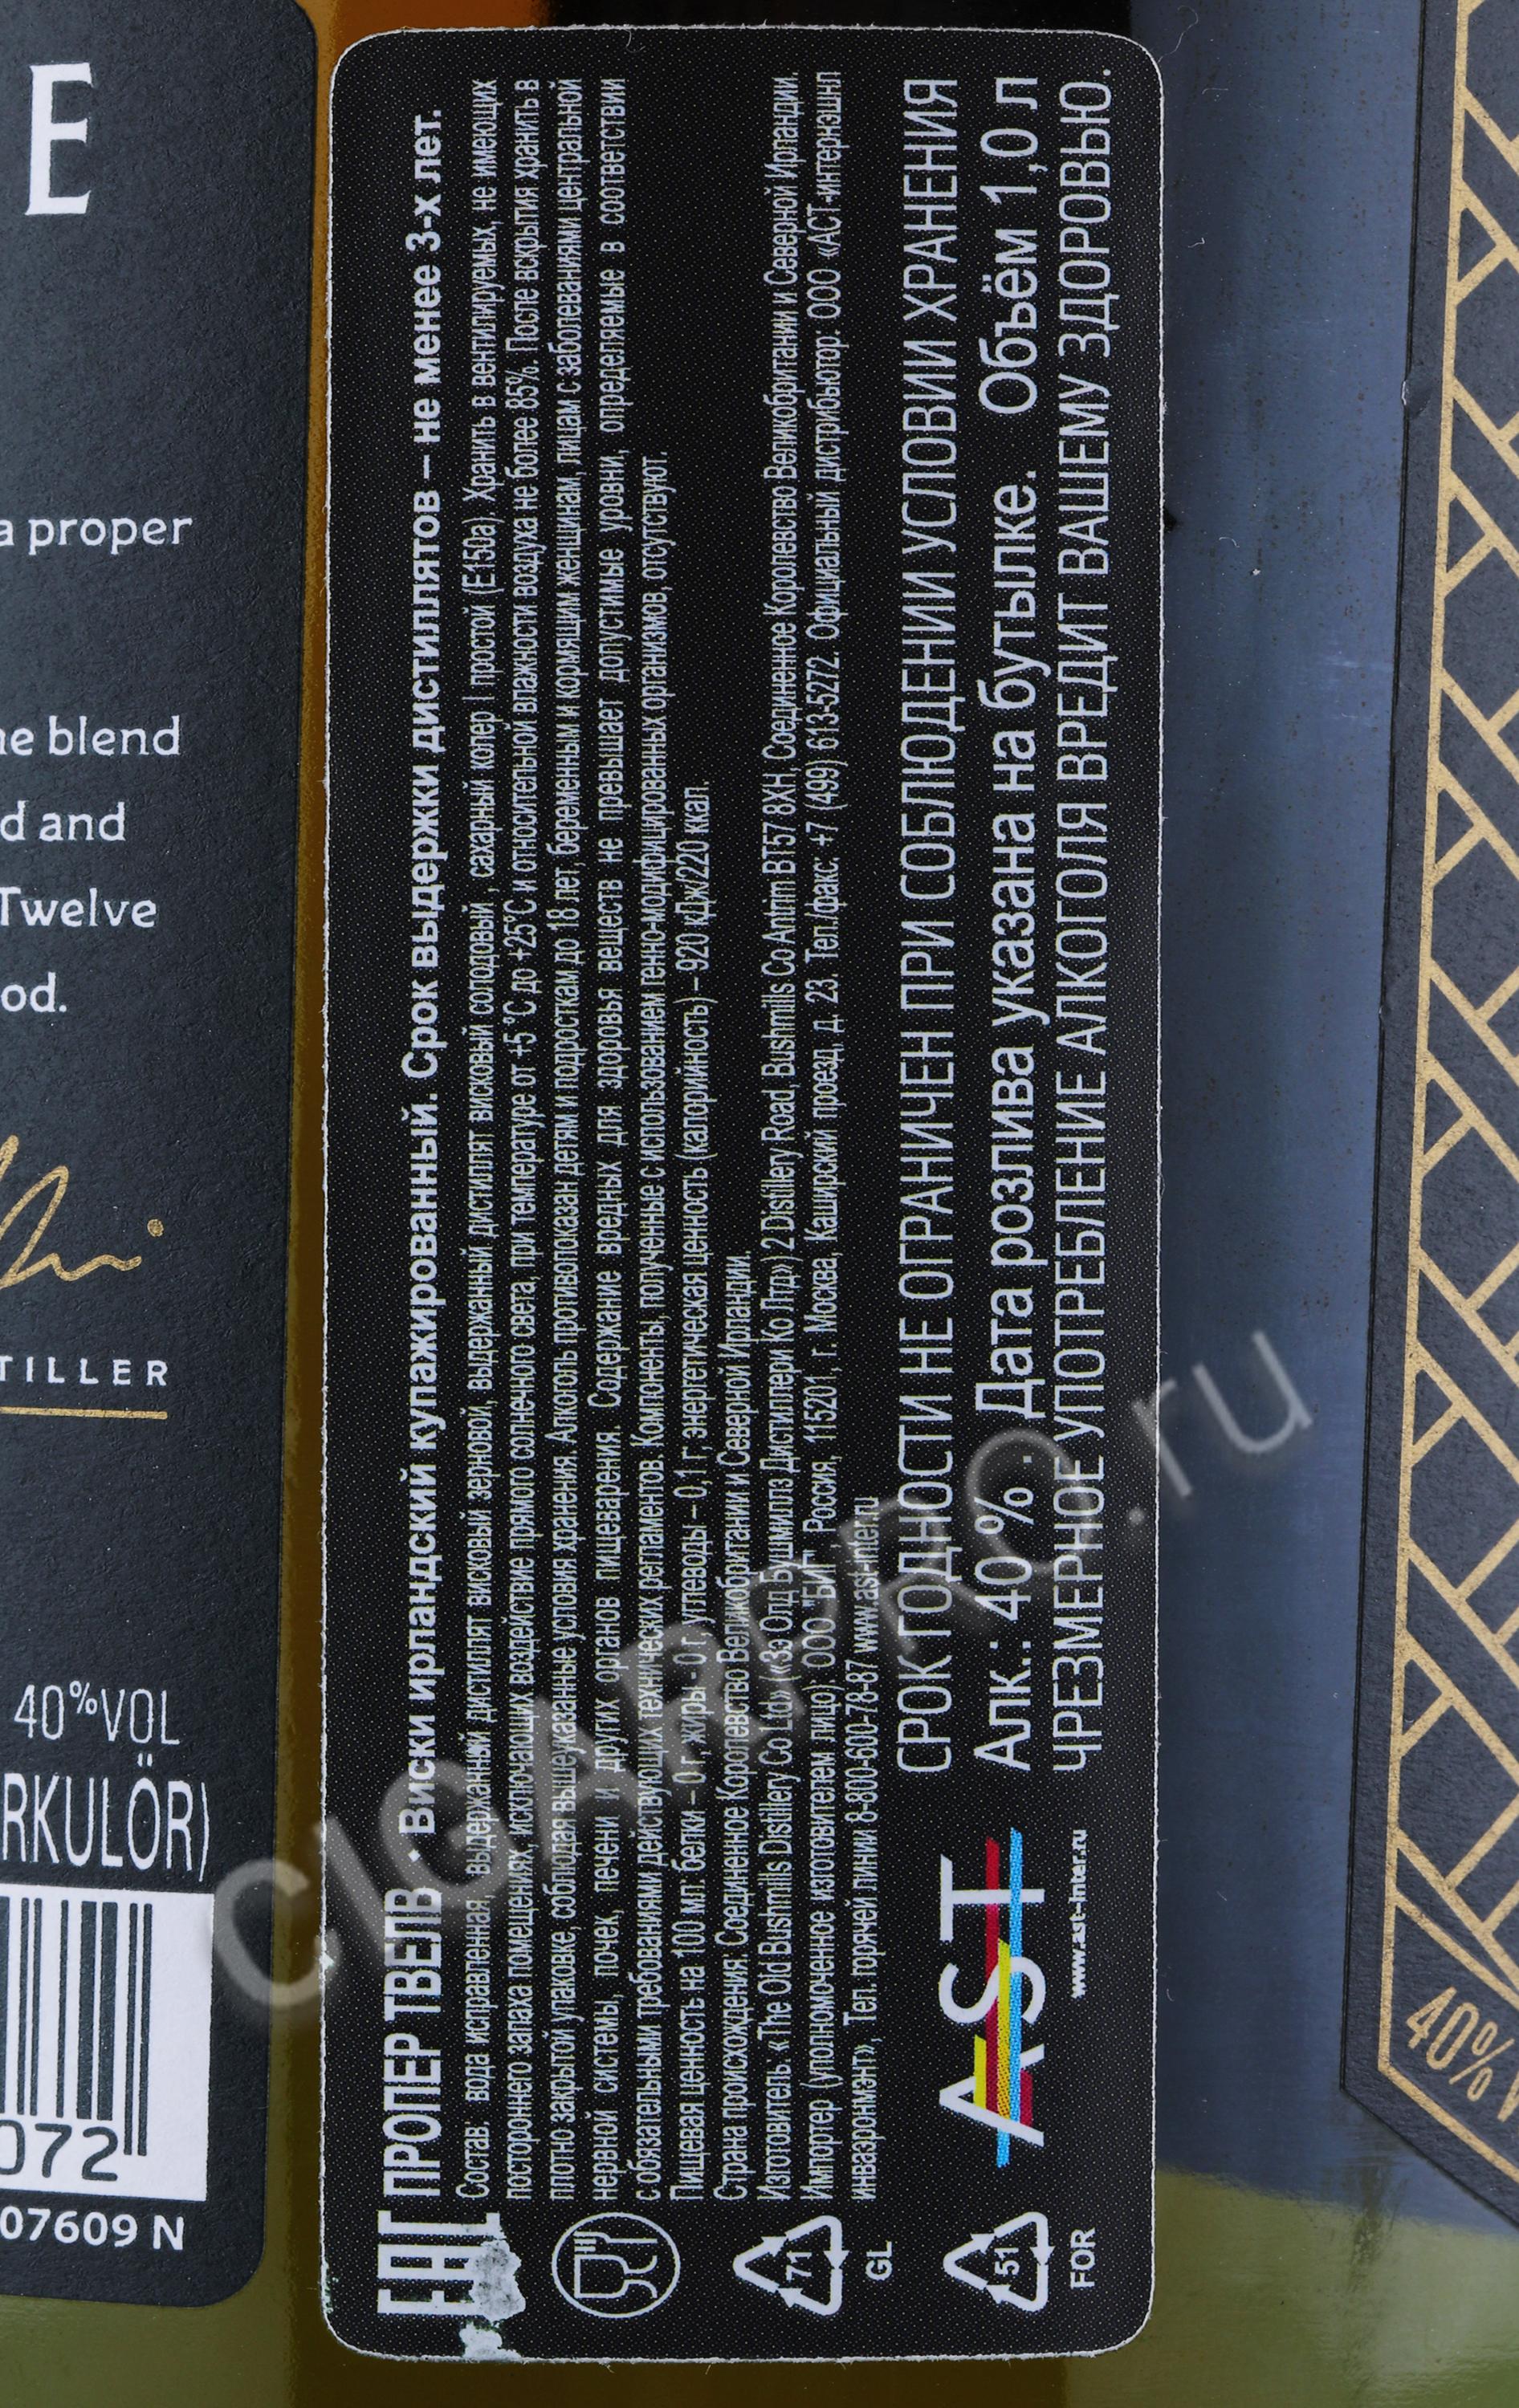 E
a proper
he blend
d and
Twelve
od.
TILLER
40%VOL
RKULÖR)
072
07609 N
ЕАС
ПРОПЕР ТВЕЛВ - Виски ирландский купажированный. Срок выдержки дистиллятов – не менее 3-х лет.
Состав: вода исправленная, выдержанный дистиллят висковый зерновой, выдержанный дистиллят висковый солодовый, сахарный колер I простой (Е150а). Хранить в вентилируемых, не имеющих
постороннего запаха помещениях, исключающих воздействие прямого солнечного света, при температуре от +5 °С до +25°С и относительной влажности воздуха не более 85%. После вскрытия хранить в
плотно закрытой упаковке, соблюдая вышеуказанные условия хранения. Алкоголь противопоказан детям и подросткам до 18 лет, беременным и кормящим женщинам, лицам с заболеваниями центральной
нервной системы, почек, печени и других органов пищеварения. Содержание вредных для здоровья веществ не превышает допустимые уровни, определяемые в соответствии
с обязательными требованиями действующих технических регламентов. Компоненты, полученные с использованием генно-модифицированных организмов, отсутствуют.
Пищевая ценность на 100 мл: белки – 0 г, жиры - 0 г, углеводы – 0,1 г, энергетическая ценность (калорийность) – 920 кДж/220 ккал.
Страна происхождения: Соединенное Королевство Великобритании и Северной Ирландии.
Изготовитель: «The Old Bushmills Distillery Co Ltd» («Зэ Олд Бушмиллз Дистиллери Ко Лтд») 2 Distillery Road, Bushmills Co Antrim BT57 8XH, Соединенное Королевство Великобритании и Северной Ирландии.
Импортер (уполномоченное изготовителем лицо): ООО "БИГ", Россия, 115201, г. Москва, Каширский проезд, д. 23. Тел./факс: +7 (499) 613-5272. Официальный дистрибьютор: ООО «АСТ-интернэшнл
инваэронмэнт», Тел. горячей линии 8-800-600-78-87 www.ast-inter.ru
СРОК ГОДНОСТИ НЕ ОГРАНИЧЕН ПРИ СОБЛЮДЕНИИ УСЛОВИИ ХРАНЕНИЯ
Алк.: 40 % . Дата розлива указана на бутылке. Объём 1,0 л
ЧРЕЗМЕРНОЕ УПОТРЕБЛЕНИЕ АЛКОГОЛЯ ВРЕДИТ ВАШЕМУ ЗДОРОВЬЮ.
AST
www.ast-inter.ru
71
GL
51
FOR
40%
CIGARPRO.ru